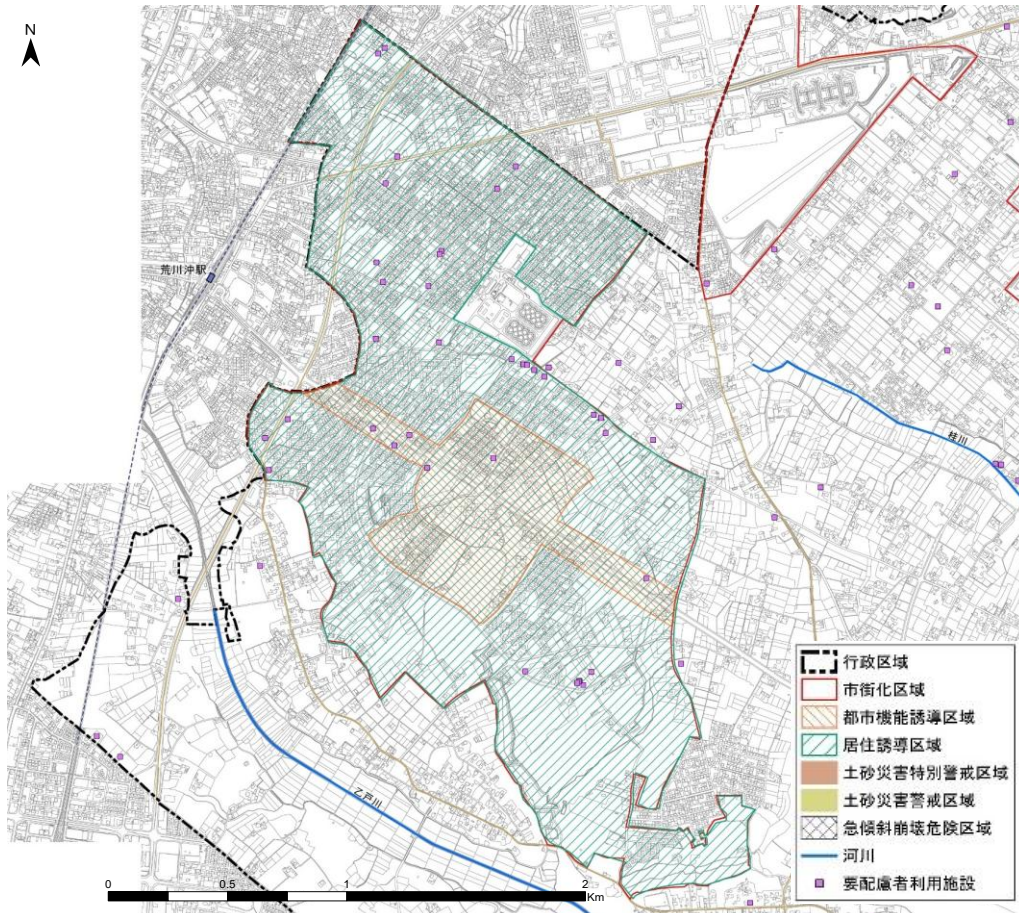 N
荒川沖駅
桂川
乙戸川
行政区域
市街化区域
都市機能誘導区域
居住誘導区域
土砂災害特別警戒区域
土砂災害警戒区域
急傾斜崩壊危険区域
河川
要配慮者利用施設
0 0.5 1 2
Km